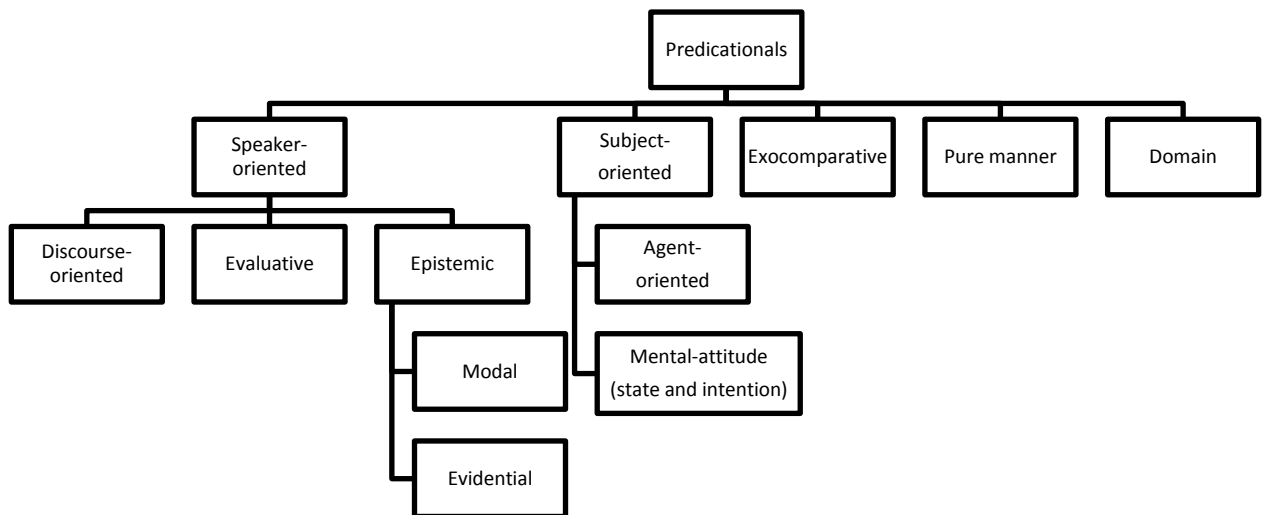 Predicationals
Speaker-
oriented
Subject-
oriented
Exocomparative
Pure manner
Domain
Discourse-
oriented
Evaluative
Epistemic
Agent-
oriented
Modal
Mental-attitude
(state and intention)
Evidential